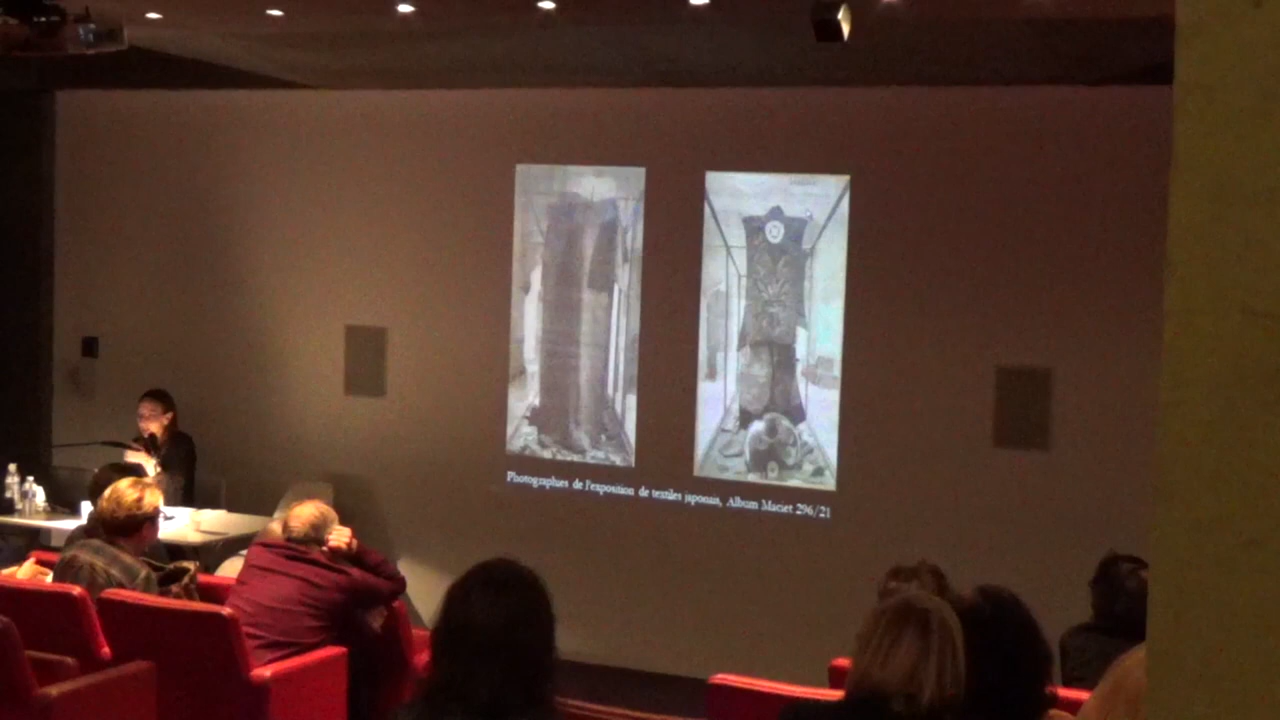 Photographies de l'exposition de textiles japonais, Album Maciet 296/21